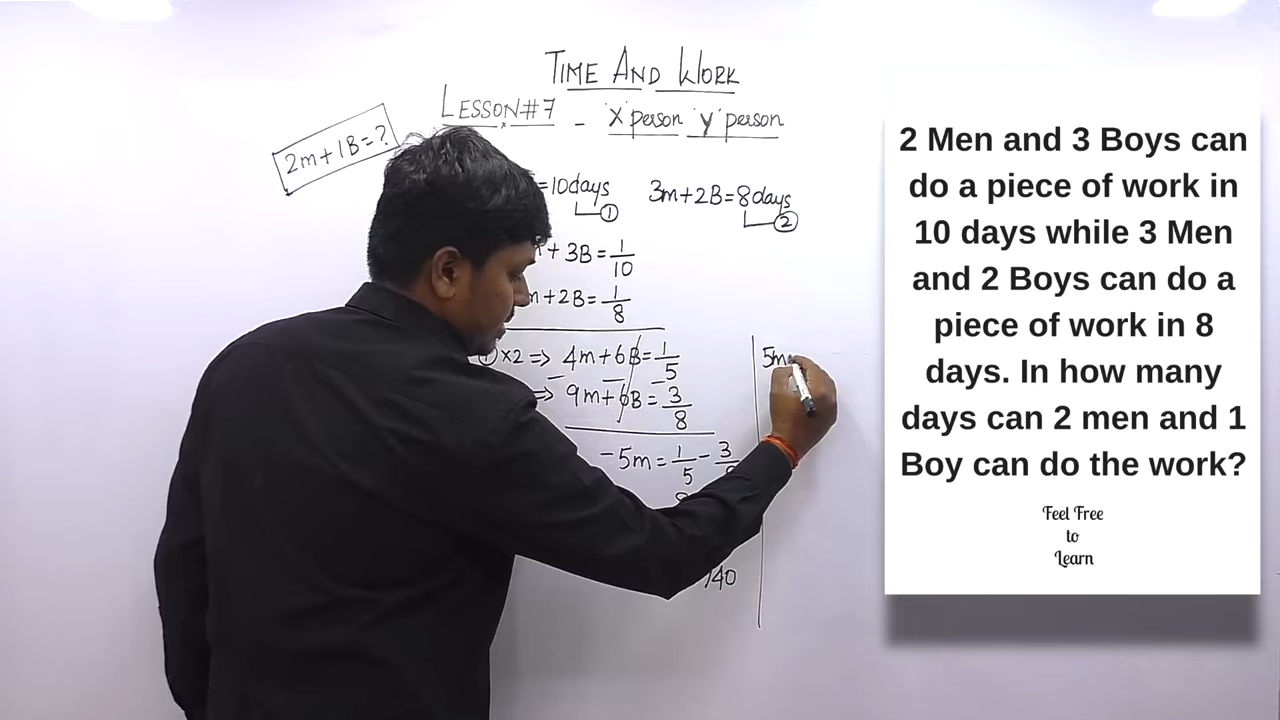 TIME AND WORK
LESSON#7 - 'X' person 'Y' person
2m+1B=?
=10days
①
3m+2B=8days
②
+ 3B=1/10
m+2B=1/8
①×2 => 4m+6B=1/5
=> 9m+6B=3/8
-5m=1/5-3/8
8
/40
5m
2 Men and 3 Boys can
do a piece of work in
10 days while 3 Men
and 2 Boys can do a
piece of work in 8
days. In how many
days can 2 men and 1
Boy can do the work?
Feel Free
to
Learn